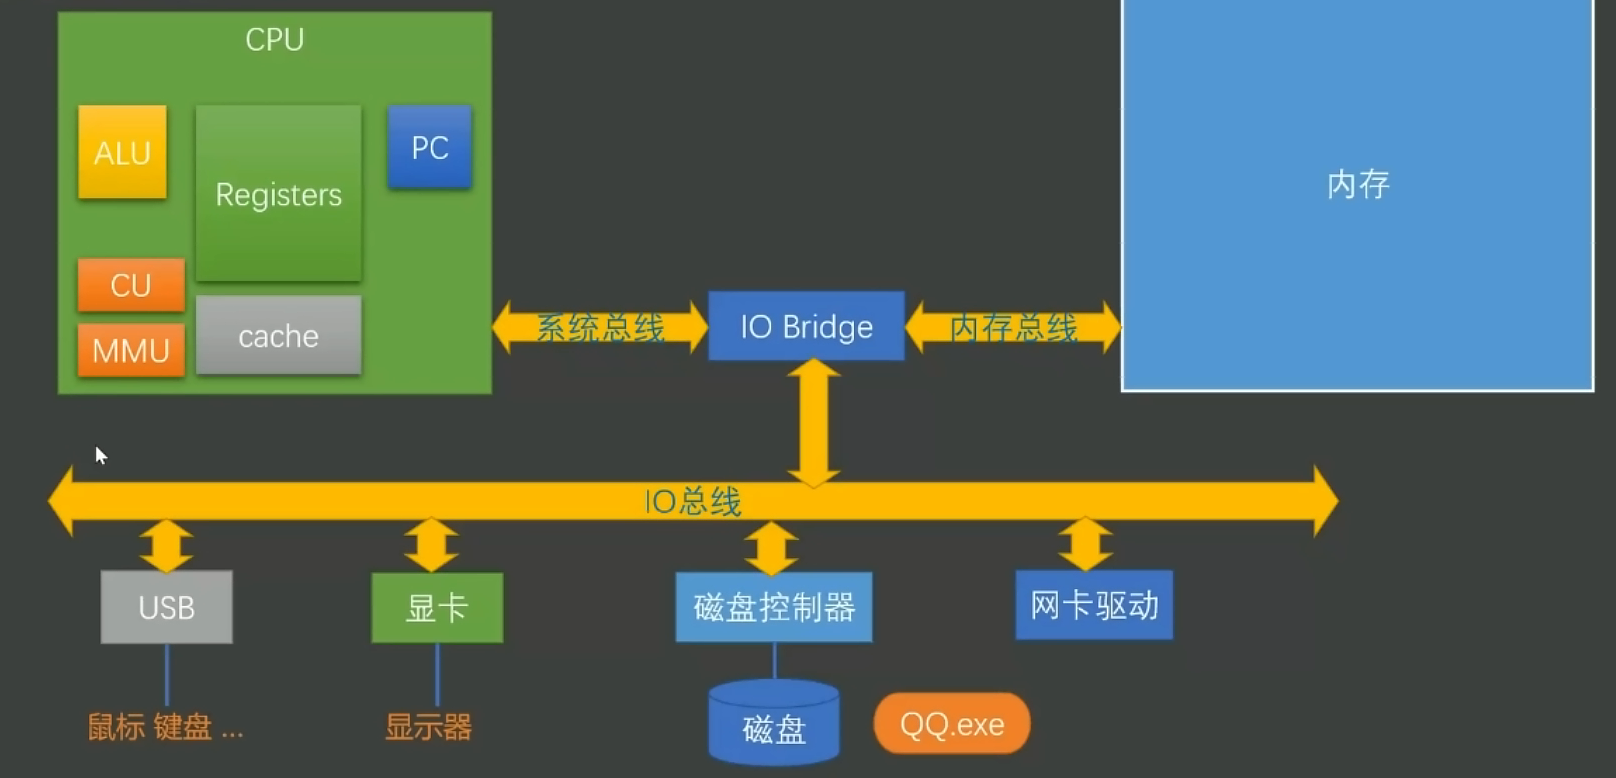 CPU
ALU
Registers
PC
CU
MMU
cache
系统总线
IO Bridge
内存总线
内存
IO总线
USB
显卡
磁盘控制器
网卡驱动
鼠标 键盘 ...
显示器
磁盘
QQ.exe